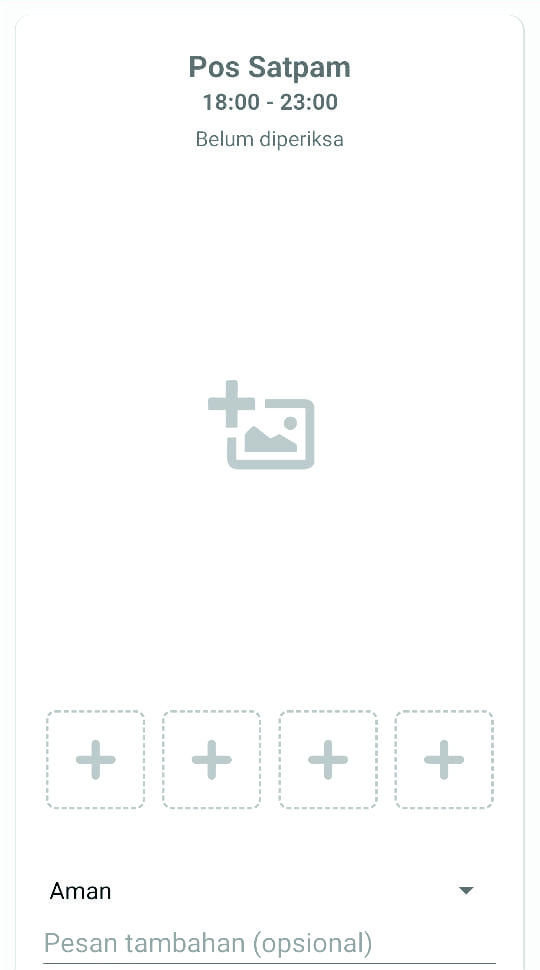 Pos Satpam
18:00 - 23:00
Belum diperiksa
Aman
Pesan tambahan (opsional)